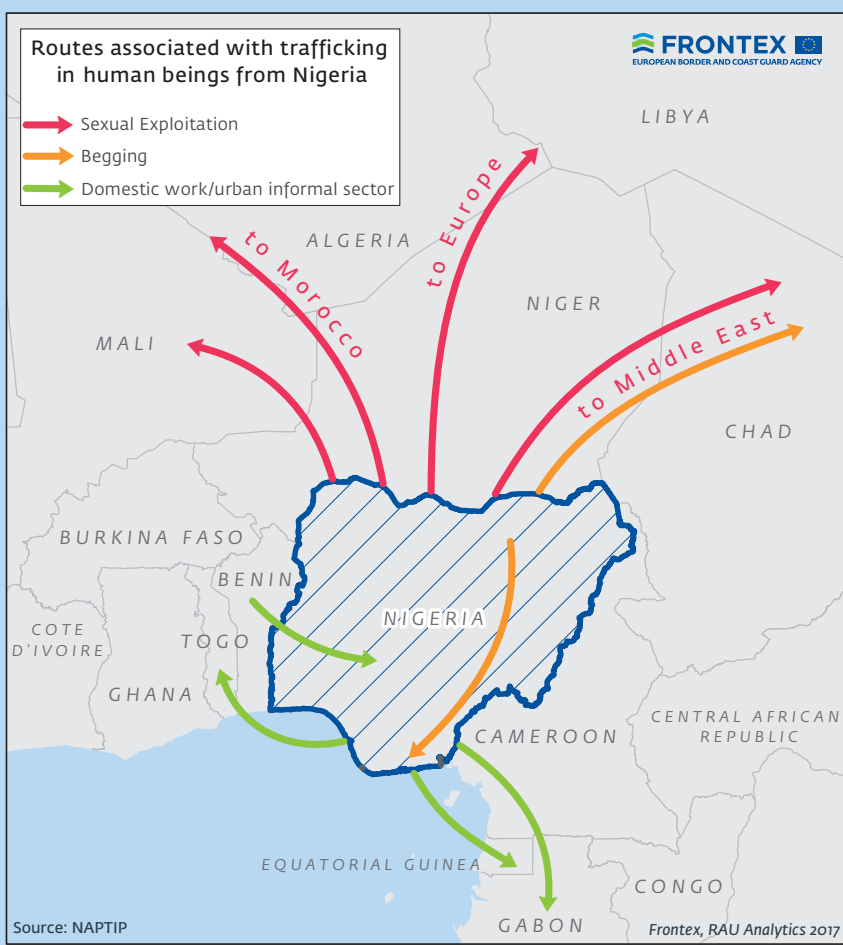 Routes associated with trafficking
in human beings from Nigeria
Sexual Exploitation
Begging
Domestic work/urban informal sector
FRONTEX
EUROPEAN BORDER AND COAST GUARD AGENCY
LIBYA
ALGERIA
to Morocco
to Europe
NIGER
MALI
to Middle East
CHAD
BURKINA FASO
BENIN
NIGERIA
COTE
D'IVOIRE
TOGO
GHANA
CAMEROON
CENTRAL AFRICAN
REPUBLIC
EQUATORIAL GUINEA
CONGO
GABON
Source: NAPTIP
Frontex, RAU Analytics 2017